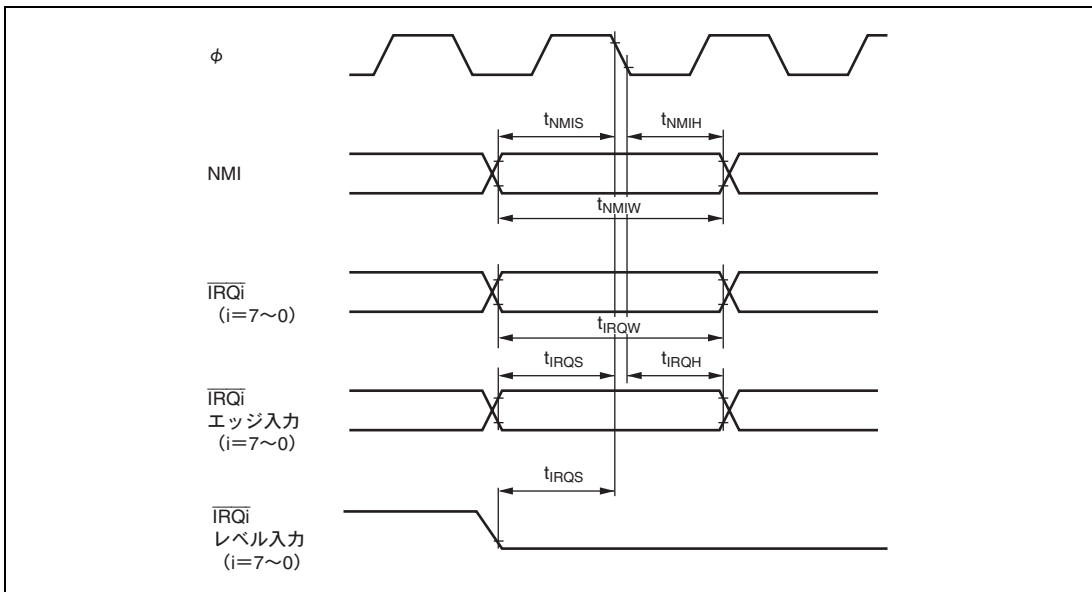 φ
tNMIS
tNMIH
NMI
tNMIW
IRQi
(i=7～0)
tIRQW
tIRQS
tIRQH
IRQi
エッジ入力
(i=7～0)
tIRQS
IRQi
レベル入力
(i=7～0)